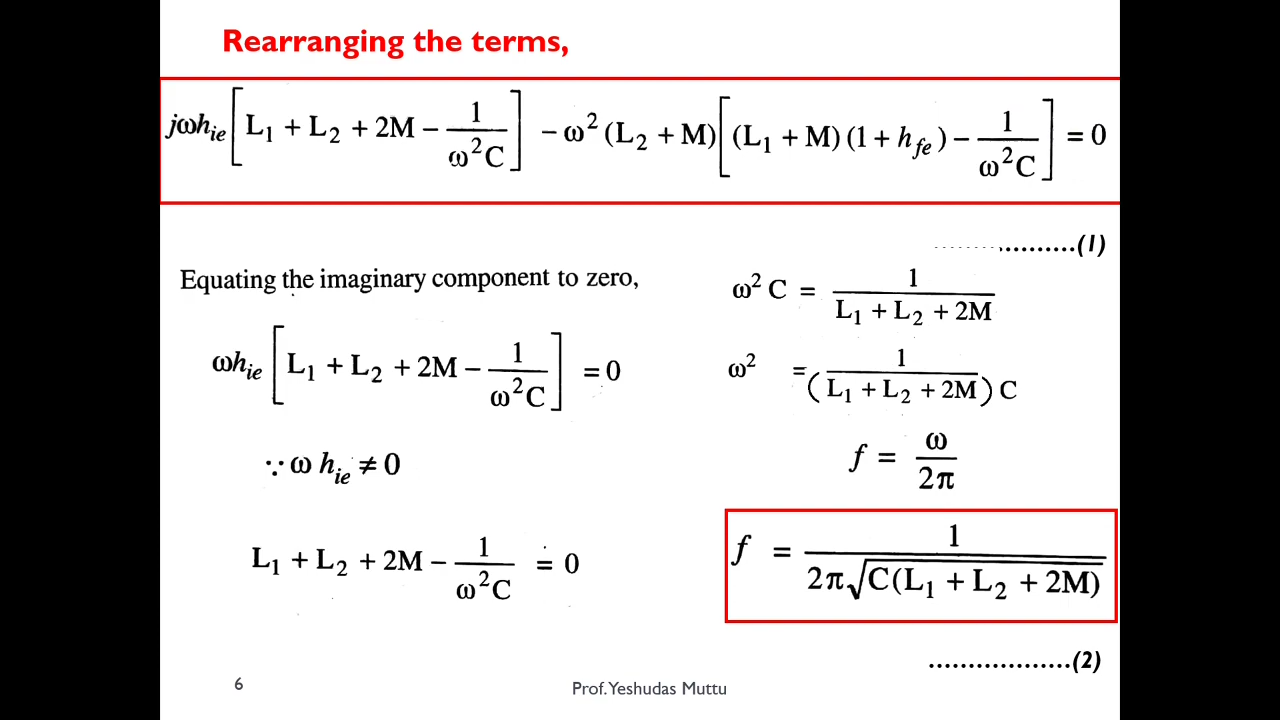 Rearranging the terms,
jωh_ie [ L₁ + L₂ + 2M − 1/(ω²C) ] − ω² (L₂ + M) [ (L₁ + M) (1 + h_fe) − 1/(ω²C) ] = 0
...................(1)
Equating the imaginary component to zero,
ωh_ie [ L₁ + L₂ + 2M − 1/(ω²C) ] = 0
∵ ω h_ie ≠ 0
L₁ + L₂ + 2M − 1/(ω²C) = 0
ω² C = 1/(L₁ + L₂ + 2M)
ω² = 1/((L₁ + L₂ + 2M) C)
f = ω/(2π)
f = 1/(2π√(C(L₁ + L₂ + 2M)))
...................(2)
6
Prof.Yeshudas Muttu